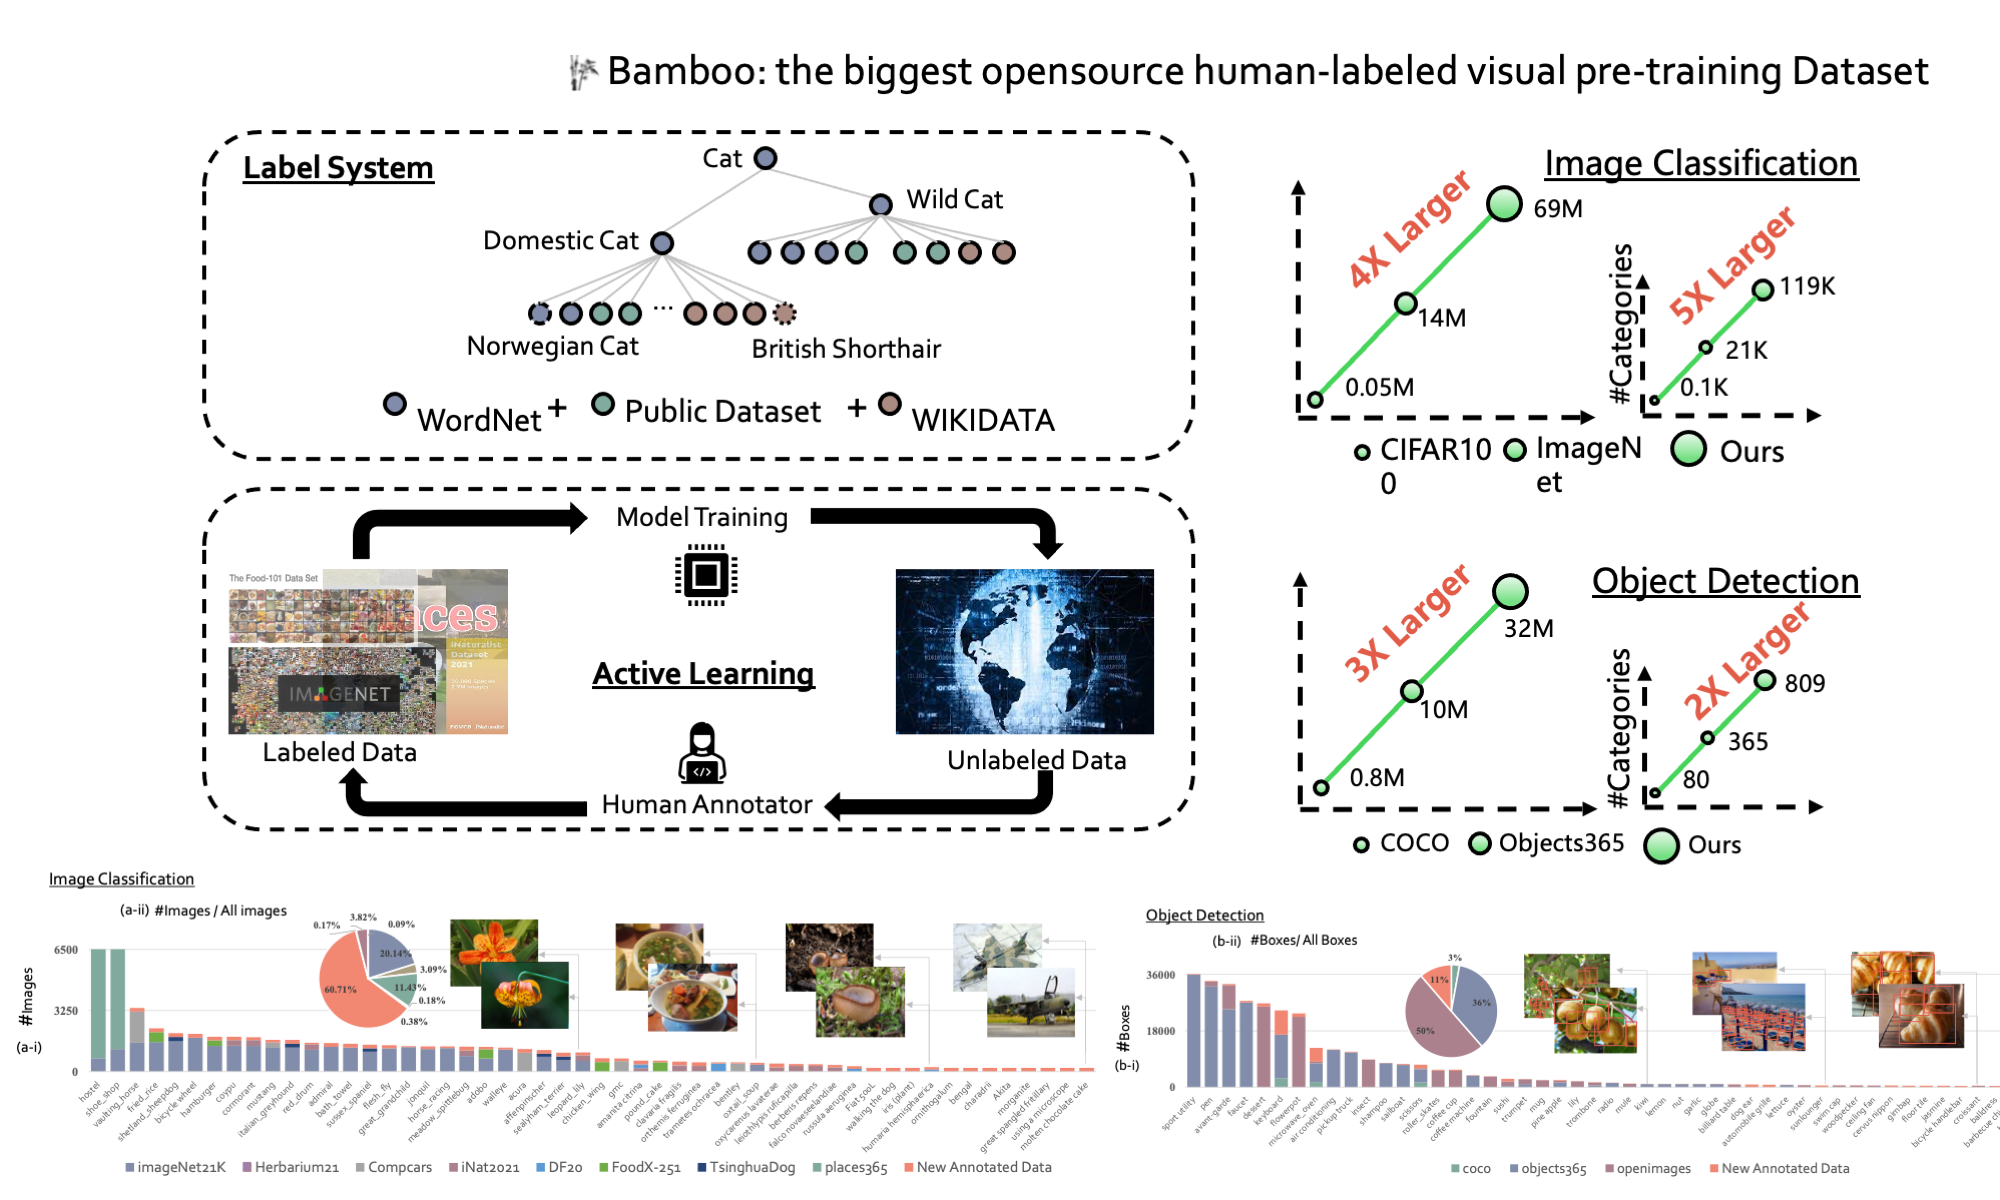 Bamboo: the biggest opensource human-labeled visual pre-training Dataset
Label System
Cat
Wild Cat
Domestic Cat
...
Norwegian Cat
British Shorthair
WordNet + Public Dataset + WIKIDATA
Image Classification
4X Larger
69M
14M
0.05M
#Categories
5X Larger
119K
21K
0.1K
CIFAR10
0
ImageN
et
Ours
Model Training
The Food-101 Data Set
aces
iNaturalist
Dataset
2021
IMAGENET
Active Learning
Labeled Data
Unlabeled Data
Human Annotator
Object Detection
3X Larger
32M
10M
0.8M
#Categories
2X Larger
809
365
80
COCO
Objects365
Ours
Image Classification
(a-ii) #Images / All images
0.17%
3.82%
0.09%
20.14%
3.09%
11.43%
0.18%
0.38%
60.71%
#Images
(a-i)
6500
3250
0
hostel
shoe_shop
vaulting_horse
fried_rice
shetland_sheepdog
bicycle wheel
hamburger
coypu
cormorant
mustang
italian_greyhound
red_drum
admiral
bath_towel
sussex_spaniel
flesh_fly
great_grandchild
jonquil
horse_racing
meadow_spittlebug
adobo
walleye
acura
affenpinscher
sealyham_terrier
leopard_lily
chicken_wing
gmc
amanita citrina
pound_cake
clavaria fragilis
orthemis ferruginea
trametes ochracea
bentley
oxtail_soup
oxycarenus lavaterae
leiothlypis ruficapilla
berberis repens
falco novaeseelandiae
russula aeruginea
Fiat 500L
walking the dog
iris (plant)
humaria hemisphaerica
ornithogalum
bengal
charadrii
Akita
morganite
great spangled fritillary
using a microscope
molten chocolate cake
imageNet21K
Herbarium21
Compcars
iNat2021
DF20
FoodX-251
TsinghuaDog
places365
New Annotated Data
Object Detection
(b-ii) #Boxes/ All Boxes
3%
11%
36%
50%
# Boxes
(b-i)
36000
18000
0
sport utility
pen
avant-garde
faucet
dessert
keyboard
flowerpot
microwave_oven
air conditioning
pickup truck
insect
shampoo
sailboat
scissors
roller_skates
coffee cup
coffee machine
fountain
sushi
trumpet
mug
pine apple
lily
trombone
radio
mule
kiwi
lemon
nut
garlic
globe
billiard table
dog ear
automobile grille
lettuce
oyster
sunlounger
swim cap
woodpecker
ceiling fan
cervus nippon
gimbap
floor tile
jasmine
bicycle handlebar
croissant
baldness
coco
objects365
openimages
New Annotated Data